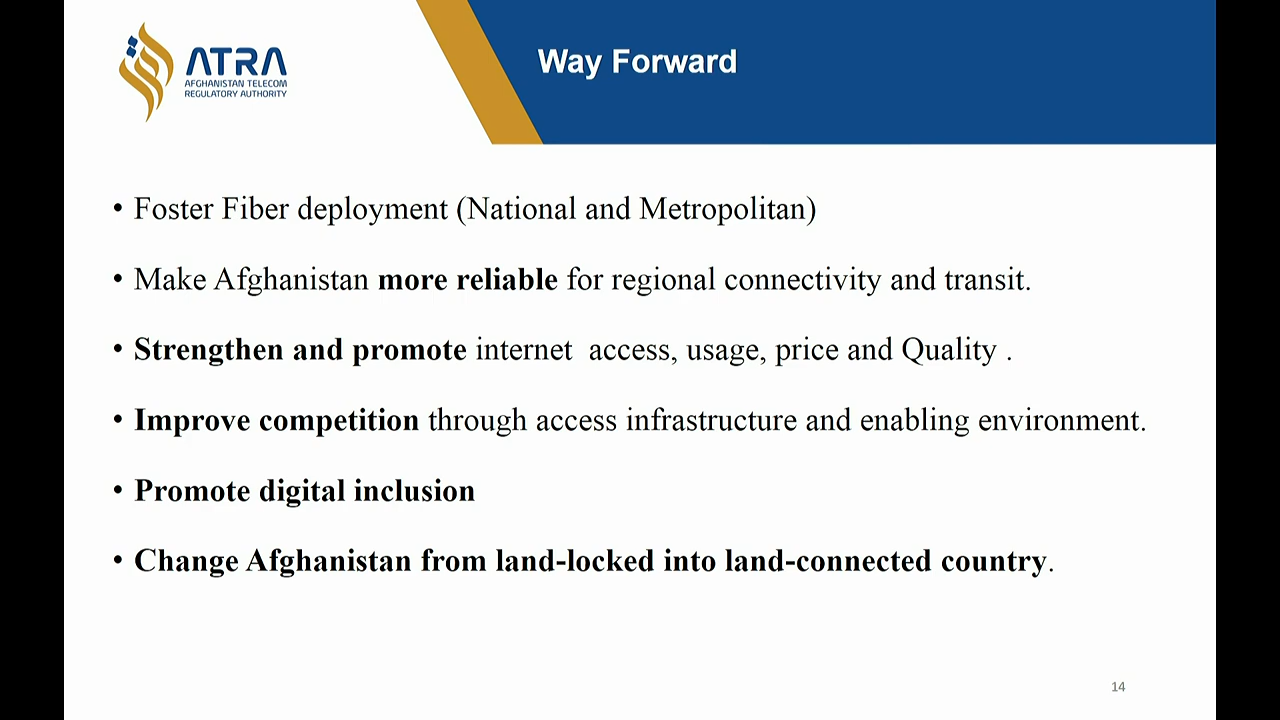 ATRA
AFGHANISTAN TELECOM
REGULATORY AUTHORITY
Way Forward
• Foster Fiber deployment (National and Metropolitan)
• Make Afghanistan more reliable for regional connectivity and transit.
• Strengthen and promote internet  access, usage, price and Quality .
• Improve competition through access infrastructure and enabling environment.
• Promote digital inclusion
• Change Afghanistan from land-locked into land-connected country.
14